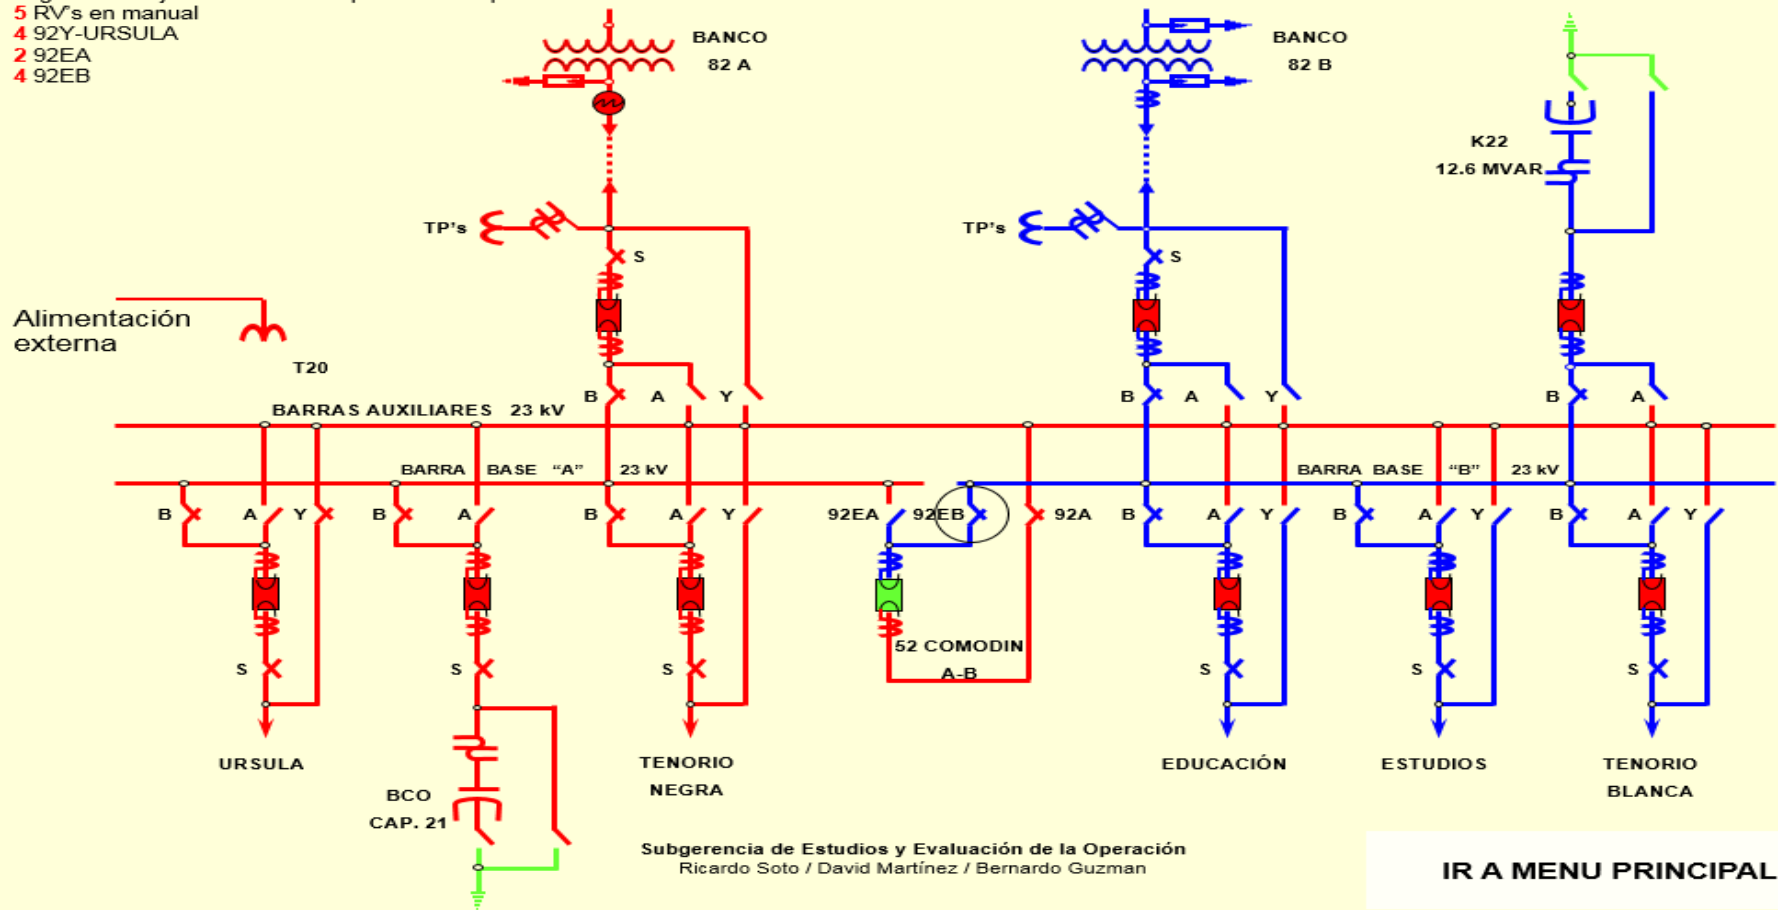 5 RV's en manual
4 92Y-URSULA
2 92EA
4 92EB
BANCO
82 A
BANCO
82 B
K22
12.6 MVAR
TP's
TP's
S
S
Alimentación
externa
T20
B A Y
B A Y
B A
BARRAS AUXILIARES 23 kV
BARRA BASE "A" 23 kV
BARRA BASE "B" 23 kV
B A Y
B A
B A Y
92EA 92EB 92A
B A Y
B A Y
B A Y
52 COMODIN
A-B
S
S
S
S
S
S
URSULA
BCO
CAP. 21
TENORIO
NEGRA
EDUCACIÓN
ESTUDIOS
TENORIO
BLANCA
Subgerencia de Estudios y Evaluación de la Operación
Ricardo Soto / David Martínez / Bernardo Guzman
IR A MENU PRINCIPAL